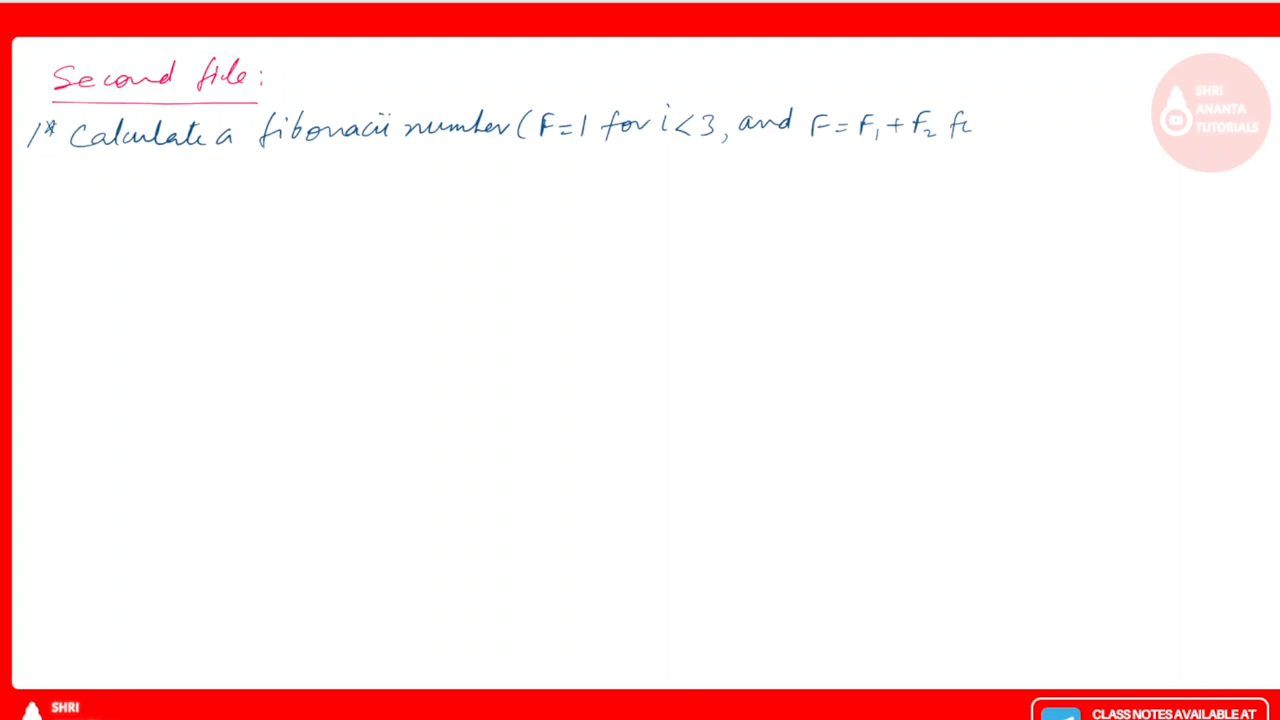 Second file:
/* Calculate a fibonacii number (F=1 for i<3, and F=F1+F2 fo
SHRI
ANANTA
TUTORIALS
SHRI
CLASS NOTES AVAILABLE AT